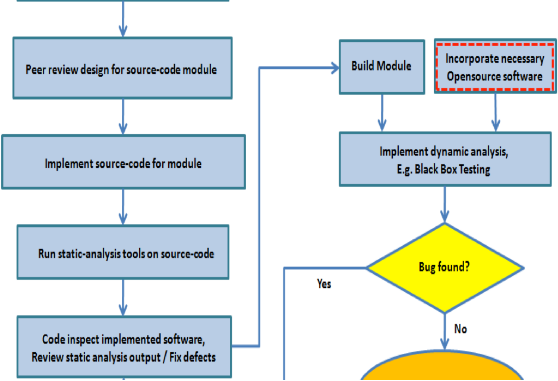 Peer review design for source-code module
Implement source-code for module
Run static-analysis tools on source-code
Code inspect implemented software,
Review static analysis output / Fix defects
Build Module
Incorporate necessary
Opensource software
Implement dynamic analysis,
E.g. Black Box Testing
Bug found?
Yes
No